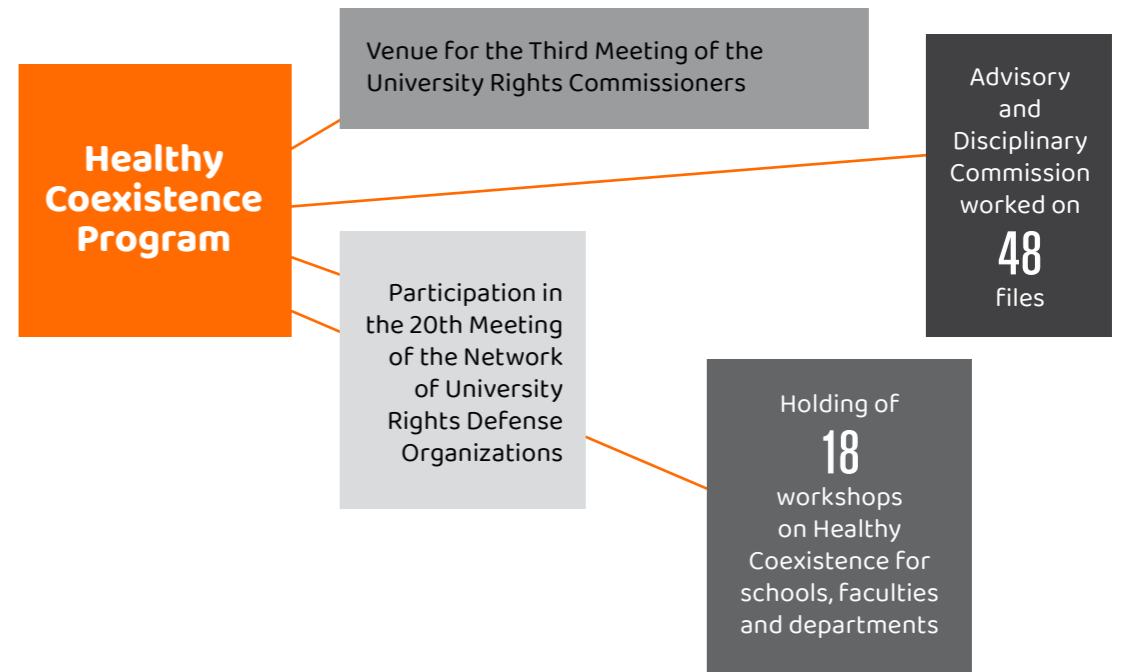 Healthy
Coexistence
Program
Venue for the Third Meeting of the
University Rights Commissioners
Advisory
and
Disciplinary
Commission
worked on
48
files
Participation in
the 20th Meeting
of the Network
of University
Rights Defense
Organizations
Holding of
18
workshops
on Healthy
Coexistence for
schools, faculties
and departments